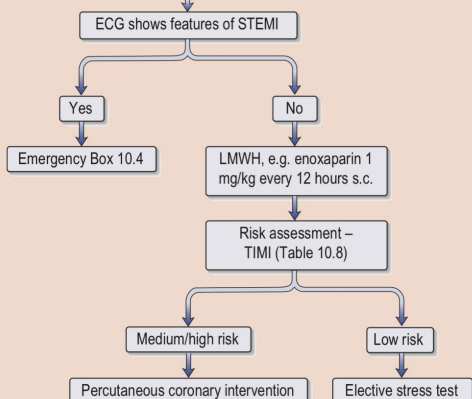 ECG shows features of STEMI
Yes
No
Emergency Box 10.4
LMWH, e.g. enoxaparin 1
mg/kg every 12 hours s.c.
Risk assessment –
TIMI (Table 10.8)
Medium/high risk
Low risk
Percutaneous coronary intervention
Elective stress test